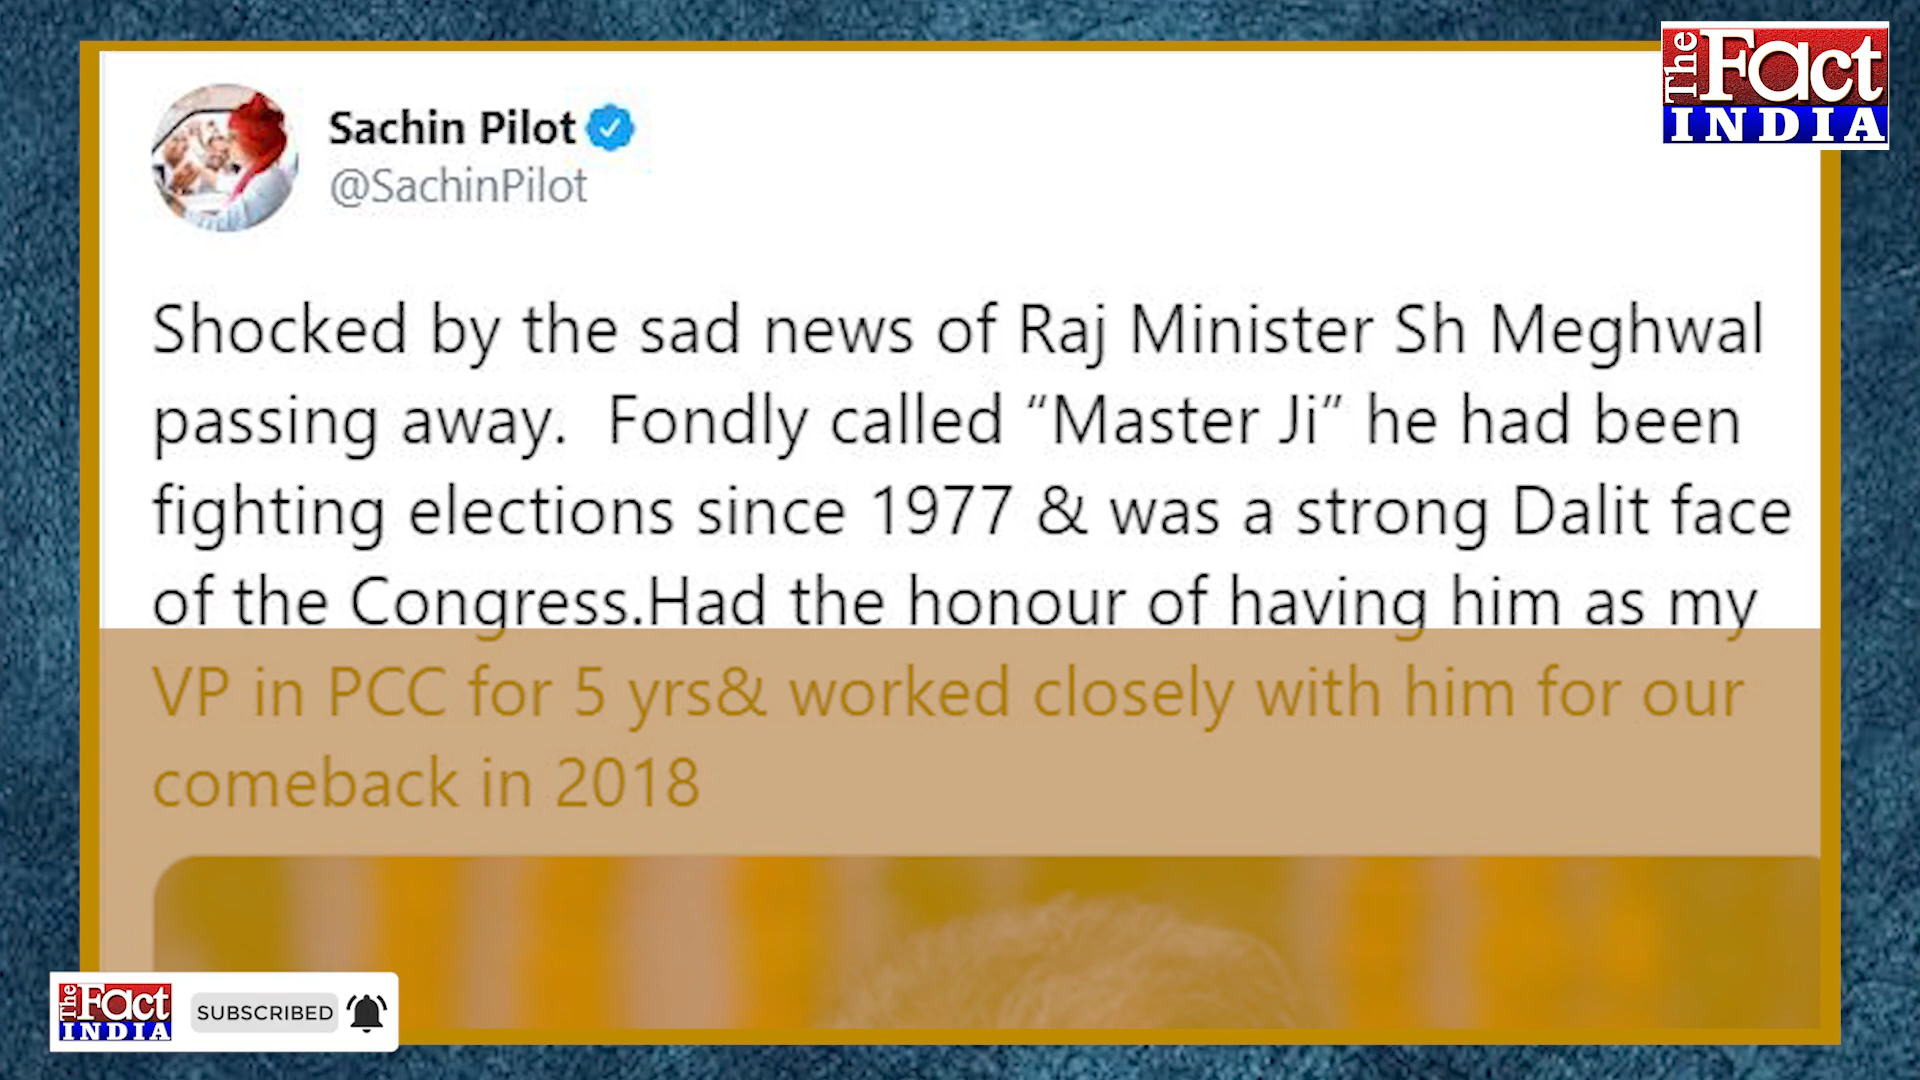 The Fact
INDIA
Sachin Pilot
@SachinPilot
Shocked by the sad news of Raj Minister Sh Meghwal
passing away. Fondly called “Master Ji” he had been
fighting elections since 1977 & was a strong Dalit face
of the Congress.Had the honour of having him as my
VP in PCC for 5 yrs& worked closely with him for our
comeback in 2018
The Fact
INDIA
SUBSCRIBED